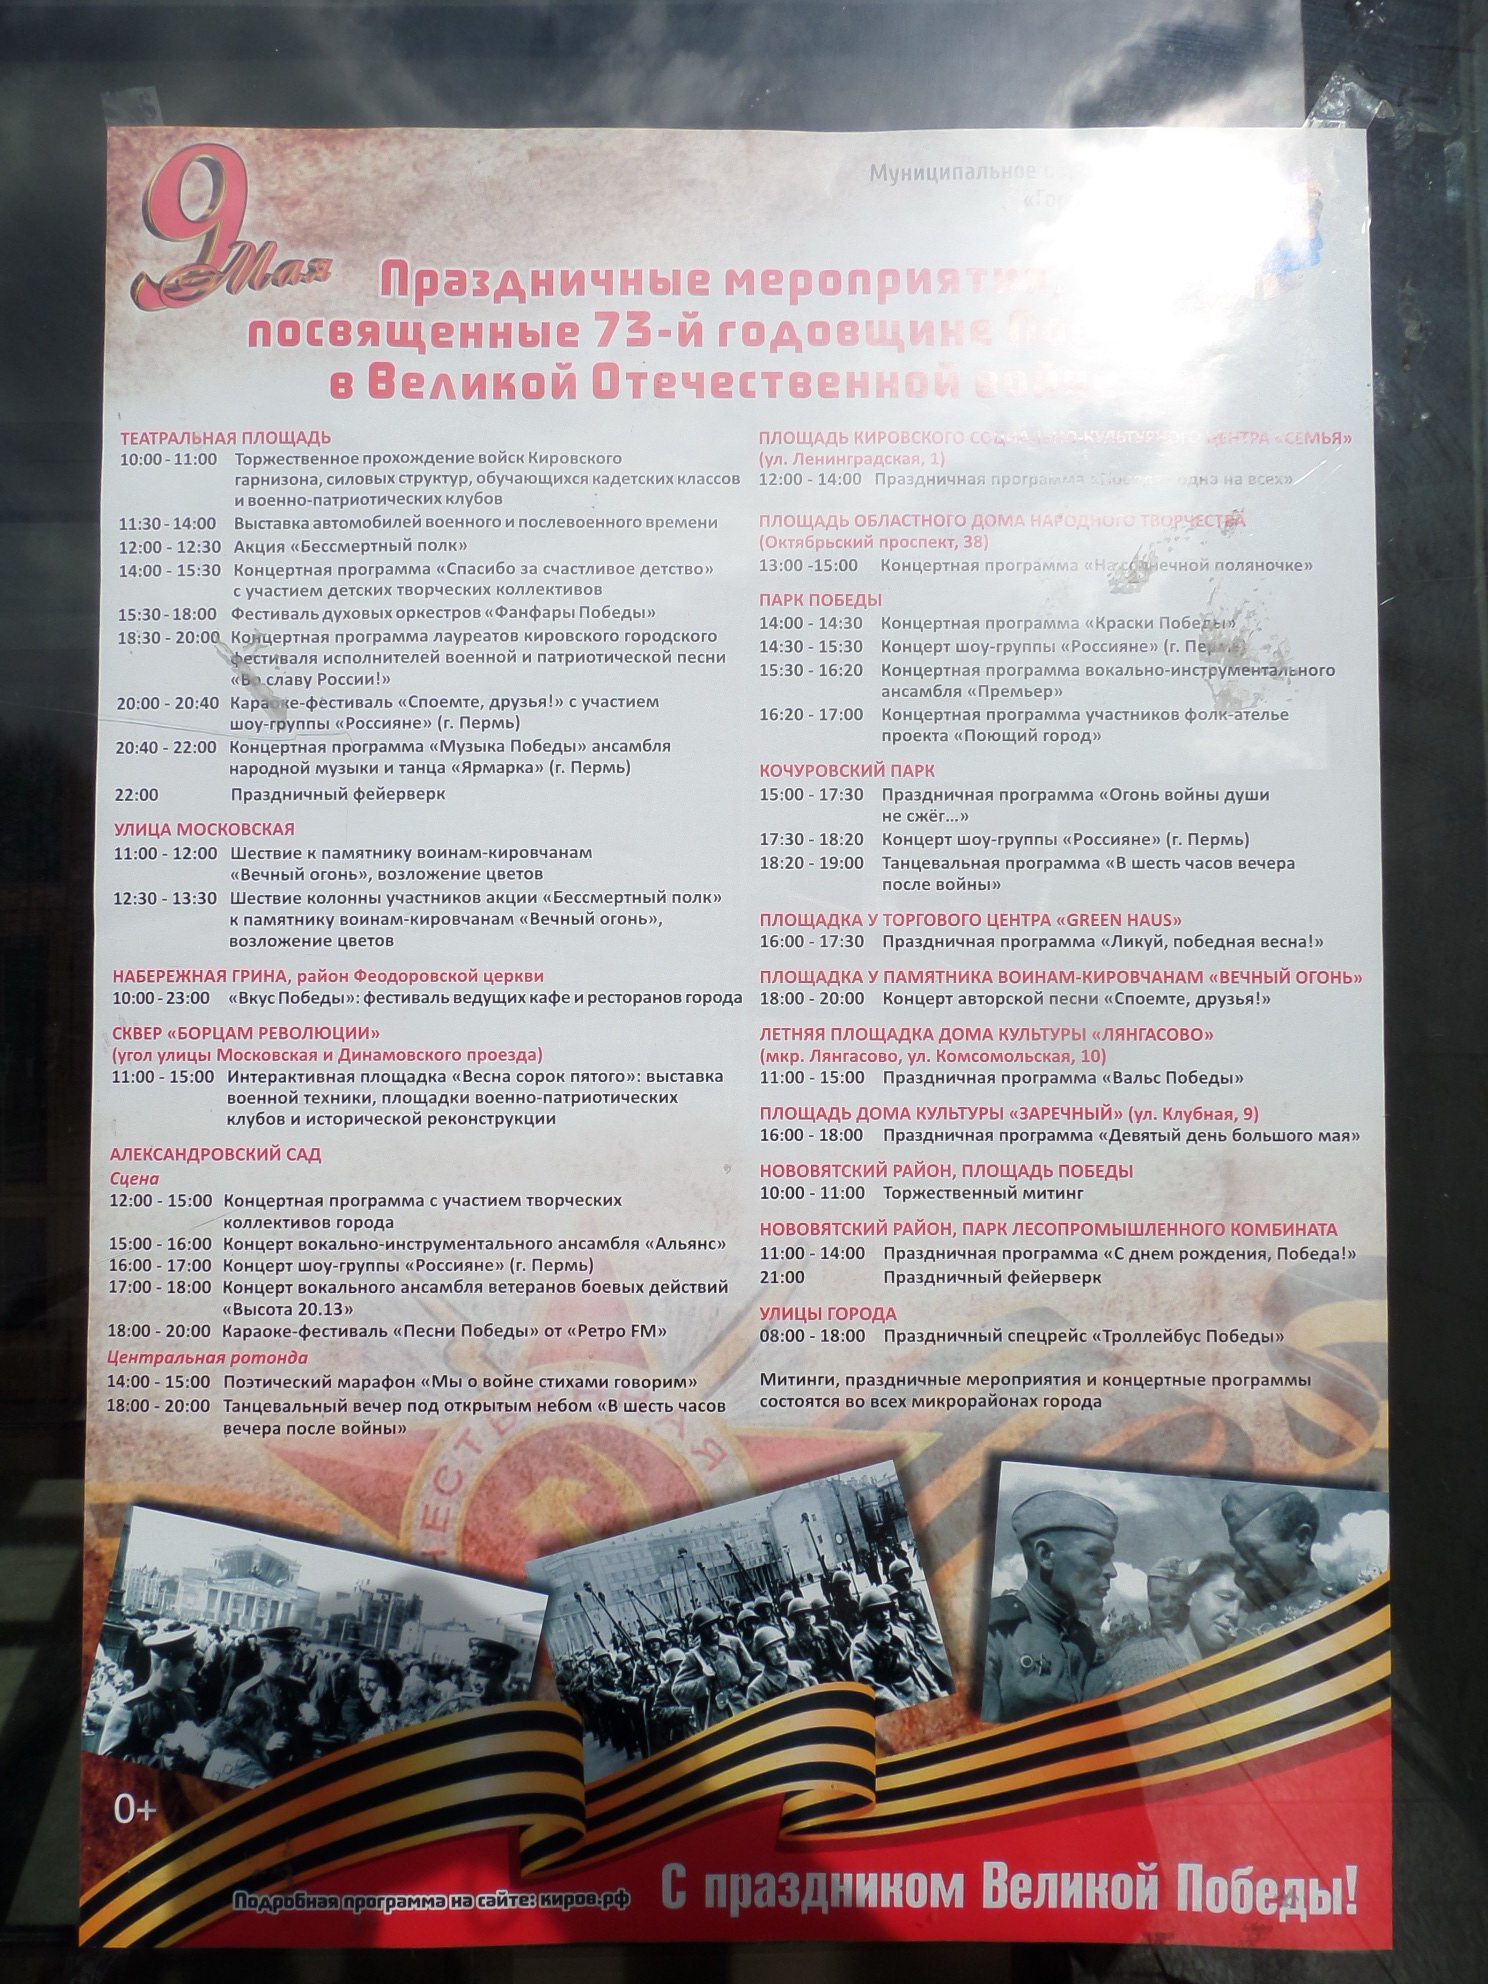 9 Мая
Муниципальное
Праздничные мероприятия,
посвященные 73-й годовщине
в Великой Отечественной
ТЕАТРАЛЬНАЯ ПЛОЩАДЬ
10:00 - 11:00 Торжественное прохождение войск Кировского
гарнизона, силовых структур, обучающихся кадетских классов
и военно-патриотических клубов
11:30 - 14:00 Выставка автомобилей военного и послевоенного времени
12:00 - 12:30 Акция «Бессмертный полк»
14:00 - 15:30 Концертная программа «Спасибо за счастливое детство»
с участием детских творческих коллективов
15:30 - 18:00 Фестиваль духовых оркестров «Фанфары Победы»
18:30 - 20:00 Концертная программа лауреатов кировского городского
фестиваля исполнителей военной и патриотической песни
«Во славу России!»
20:00 - 20:40 Караоке-фестиваль «Споемте, друзья!» с участием
шоу-группы «Россияне» (г. Пермь)
20:40 - 22:00 Концертная программа «Музыка Победы» ансамбля
народной музыки и танца «Ярмарка» (г. Пермь)
22:00 Праздничный фейерверк
УЛИЦА МОСКОВСКАЯ
11:00 - 12:00 Шествие к памятнику воинам-кировчанам
«Вечный огонь», возложение цветов
12:30 - 13:30 Шествие колонны участников акции «Бессмертный полк»
к памятнику воинам-кировчанам «Вечный огонь»,
возложение цветов
НАБЕРЕЖНАЯ ГРИНА, район Феодоровской церкви
10:00 - 23:00 «Вкус Победы»: фестиваль ведущих кафе и ресторанов города
СКВЕР «БОРЦАМ РЕВОЛЮЦИИ»
(угол улицы Московская и Динамовского проезда)
11:00 - 15:00 Интерактивная площадка «Весна сорок пятого»: выставка
военной техники, площадки военно-патриотических
клубов и исторической реконструкции
АЛЕКСАНДРОВСКИЙ САД
Сцена
12:00 - 15:00 Концертная программа с участием творческих
коллективов города
15:00 - 16:00 Концерт вокально-инструментального ансамбля «Альянс»
16:00 - 17:00 Концерт шоу-группы «Россияне» (г. Пермь)
17:00 - 18:00 Концерт вокального ансамбля ветеранов боевых действий
«Высота 20.13»
18:00 - 20:00 Караоке-фестиваль «Песни Победы» от «Ретро FM»
Центральная ротонда
14:00 - 15:00 Поэтический марафон «Мы о войне стихами говорим»
18:00 - 20:00 Танцевальный вечер под открытым небом «В шесть часов
вечера после войны»
ПЛОЩАДЬ КИРОВСКОГО СОЦИАЛЬНО-КУЛЬТУРНОГО ЦЕНТРА «СЕМЬЯ»
(ул. Ленинградская, 1)
12:00 - 14:00 Праздничная программа «Победа одна на всех»
ПЛОЩАДЬ ОБЛАСТНОГО ДОМА НАРОДНОГО ТВОРЧЕСТВА
(Октябрьский проспект, 38)
13:00 -15:00 Концертная программа «На солнечной поляночке»
ПАРК ПОБЕДЫ
14:00 - 14:30 Концертная программа «Краски Победы»
14:30 - 15:30 Концерт шоу-группы «Россияне» (г. Пермь)
15:30 - 16:20 Концертная программа вокально-инструментального
ансамбля «Премьер»
16:20 - 17:00 Концертная программа участников фолк-ателье
проекта «Поющий город»
КОЧУРОВСКИЙ ПАРК
15:00 - 17:30 Праздничная программа «Огонь войны души
не сжёг...»
17:30 - 18:20 Концерт шоу-группы «Россияне» (г. Пермь)
18:20 - 19:00 Танцевальная программа «В шесть часов вечера
после войны»
ПЛОЩАДКА У ТОРГОВОГО ЦЕНТРА «GREEN HAUS»
16:00 - 17:30 Праздничная программа «Ликуй, победная весна!»
ПЛОЩАДКА У ПАМЯТНИКА ВОИНАМ-КИРОВЧАНАМ «ВЕЧНЫЙ ОГОНЬ»
18:00 - 20:00 Концерт авторской песни «Споемте, друзья!»
ЛЕТНЯЯ ПЛОЩАДКА ДОМА КУЛЬТУРЫ «ЛЯНГАСОВО»
(мкр. Лянгасово, ул. Комсомольская, 10)
11:00 - 15:00 Праздничная программа «Вальс Победы»
ПЛОЩАДЬ ДОМА КУЛЬТУРЫ «ЗАРЕЧНЫЙ» (ул. Клубная, 9)
16:00 - 18:00 Праздничная программа «Девятый день большого мая»
НОВОВЯТСКИЙ РАЙОН, ПЛОЩАДЬ ПОБЕДЫ
10:00 - 11:00 Торжественный митинг
НОВОВЯТСКИЙ РАЙОН, ПАРК ЛЕСОПРОМЫШЛЕННОГО КОМБИНАТА
11:00 - 14:00 Праздничная программа «С днем рождения, Победа!»
21:00 Праздничный фейерверк
УЛИЦЫ ГОРОДА
08:00 - 18:00 Праздничный спецрейс «Троллейбус Победы»
Митинги, праздничные мероприятия и концертные программы
состоятся во всех микрорайонах города
0+
Подробная программа на сайте: киров.рф
С праздником Великой Победы!